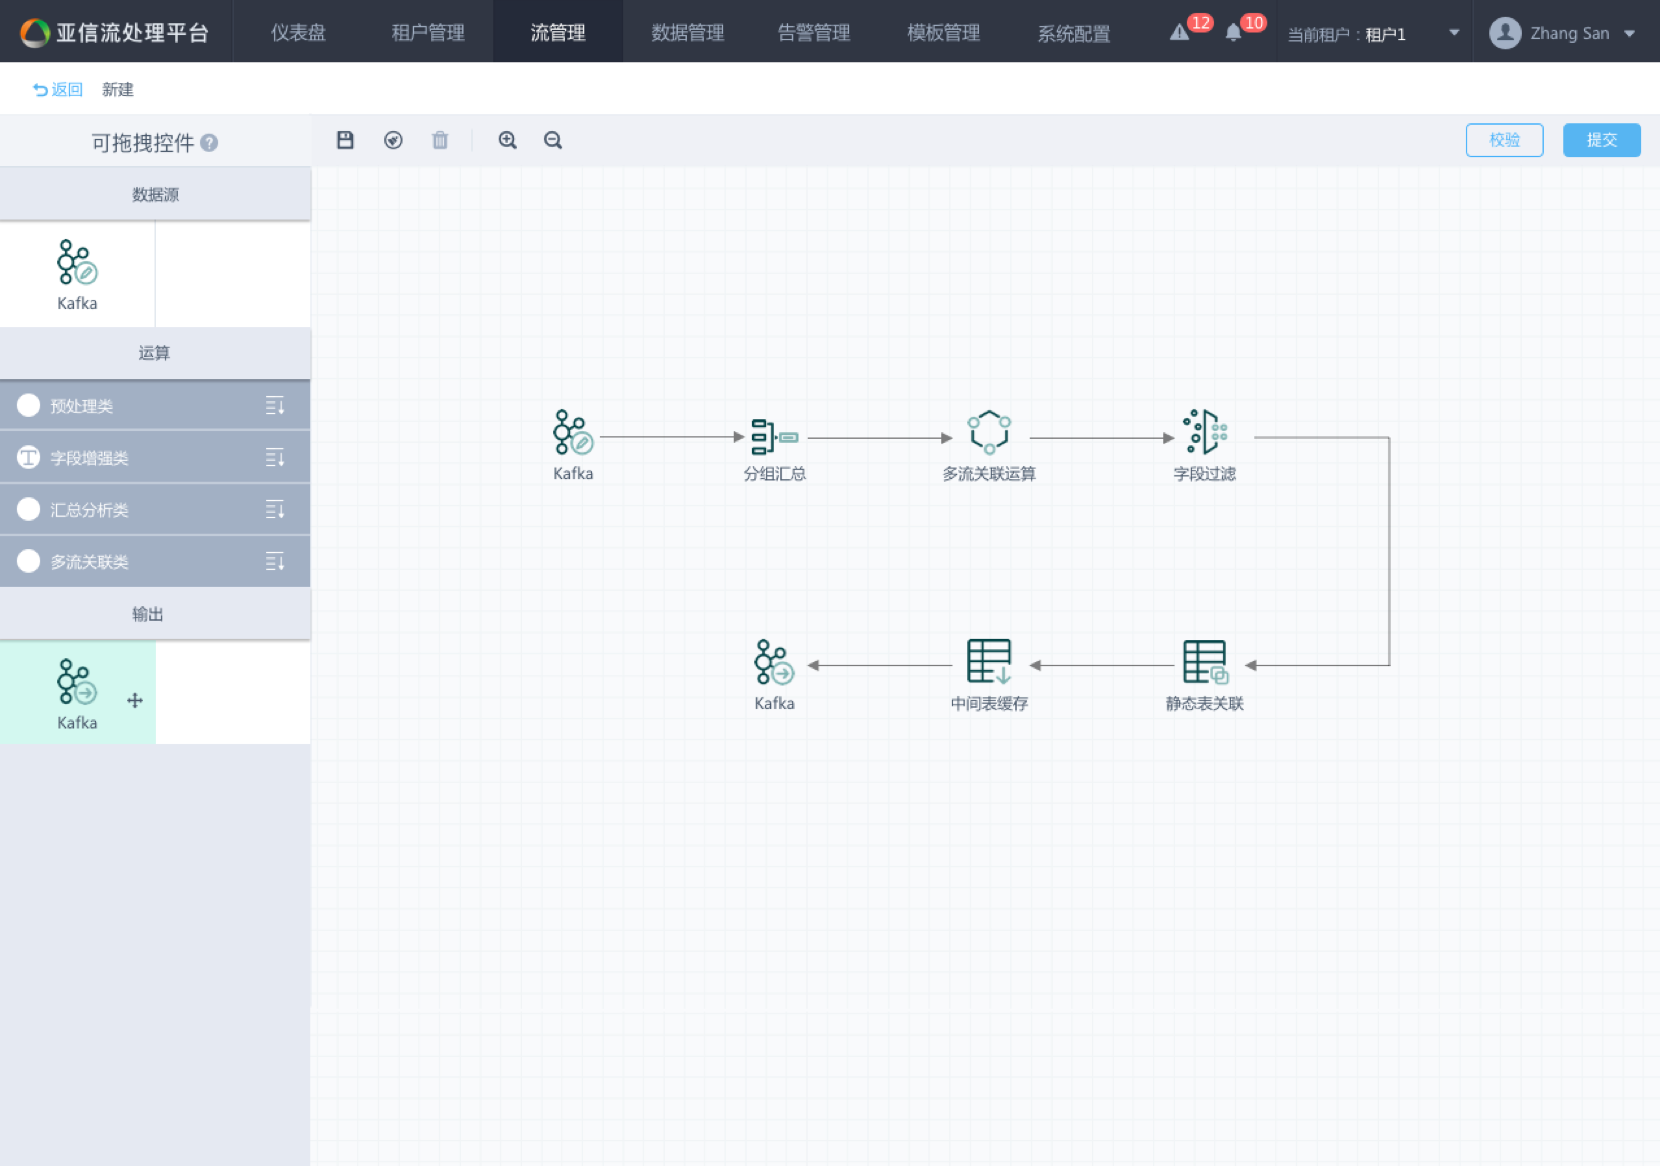 亚信流处理平台 仪表盘 租户管理 流管理 数据管理 告警管理 模板管理 系统配置 12 10 当前租户：租户1 Zhang San
返回 新建
可拖拽控件 ?
校验 提交
数据源
Kafka
运算
预处理类
T 字段增强类
汇总分析类
多流关联类
输出
Kafka
Kafka 分组汇总 多流关联运算 字段过滤
Kafka 中间表缓存 静态表关联